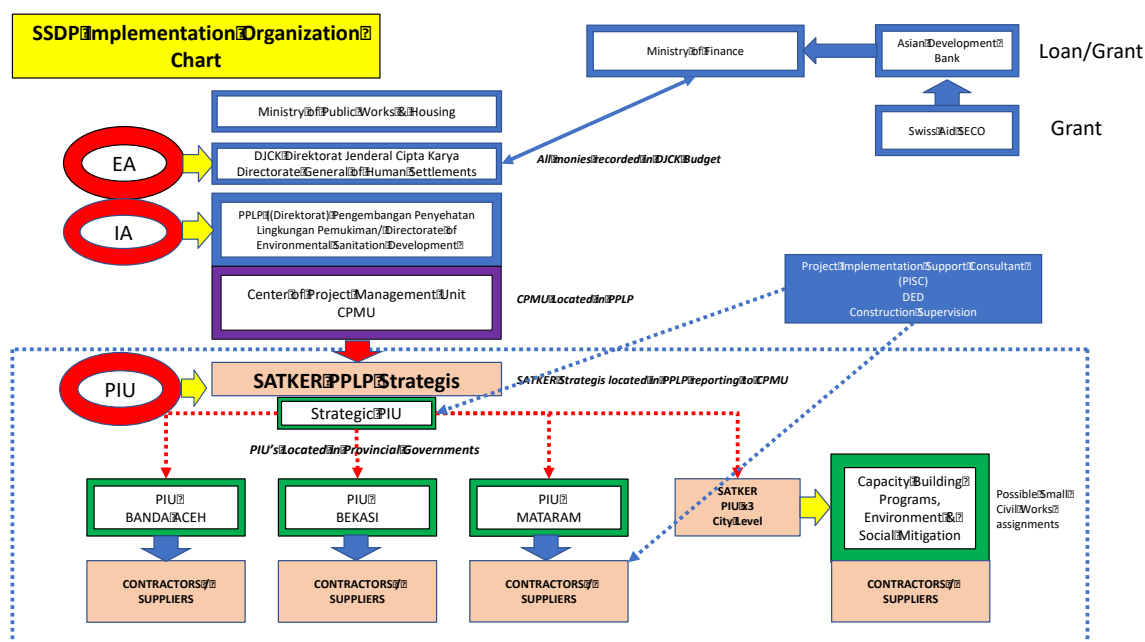 SSDP Implementation Organization
Chart
Ministry of Finance
Asian Development
Bank
Loan/Grant
Swiss Aid SECO
Grant
Ministry of Public Works & Housing
EA
DJCK Direktorat Jenderal Cipta Karya
Directorate General of Human Settlements
All monies recorded in DJCK Budget
IA
PPLP ((Direktorat) Pengembangan Penyehatan
Lingkungan Pemukiman/ Directorate of
Environmental Sanitation Development
Center of Project Management Unit
CPMU
CPMU Located in PPLP
Project Implementation Support Consultant
(PISC)
DED
Construction Supervision
PIU
SATKER PPLP Strategis
SATKER Strategis located in PPLP reporting to CPMU
Strategic PIU
PIU's Located in Provincial Governments
PIU
BANDA ACEH
PIU
BEKASI
PIU
MATARAM
SATKER
PIU x3
City Level
Capacity Building
Programs,
Environment &
Social Mitigation
Possible Small
Civil Works
assignments
CONTRACTORS /
SUPPLIERS
CONTRACTORS /
SUPPLIERS
CONTRACTORS /
SUPPLIERS
CONTRACTORS /
SUPPLIERS